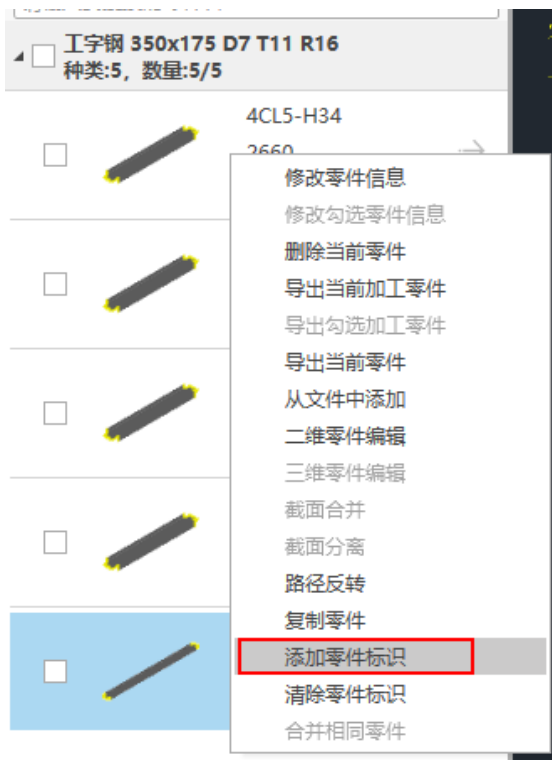 工字钢 350x175 D7 T11 R16
种类:5，数量:5/5
4CL5-H34
2660
修改零件信息
修改勾选零件信息
删除当前零件
导出当前加工零件
导出勾选加工零件
导出当前零件
从文件中添加
二维零件编辑
三维零件编辑
截面合并
截面分离
路径反转
复制零件
添加零件标识
清除零件标识
合并相同零件